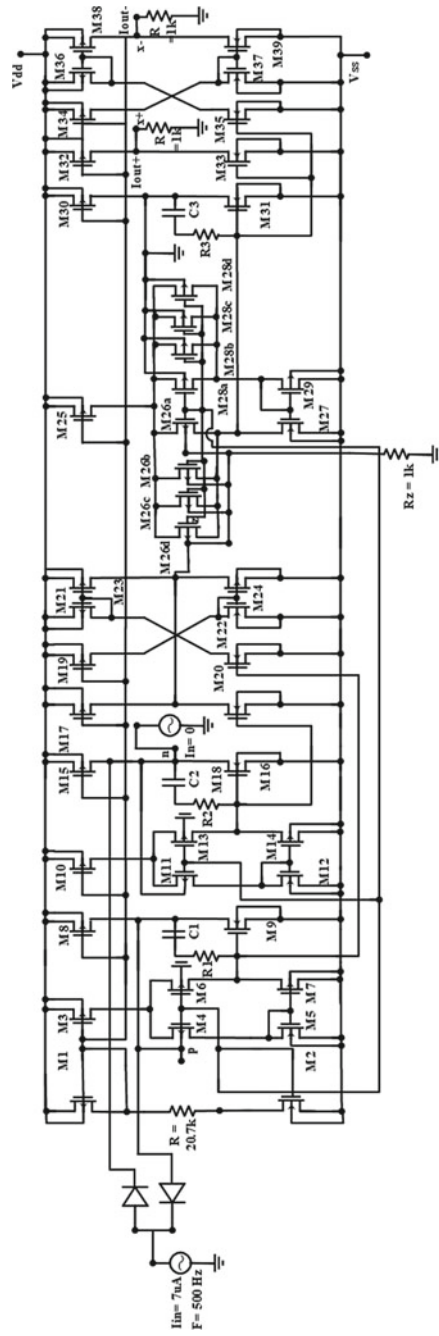 Vdd
M38
Iout-
x-
R
=1k
M36
M34
M32
M30
x+
Iout+
R
=1k
M39
M37
M35
M33
M31
Vss
C3
R3
M25
M28d
M28c
M28b
M28a
M26a
M26b
M26c
M26d
M29
M27
Rz = 1k
M21
M23
M19
M17
M15
M24
M22
M20
n
In= 0
C2
R2
M18
M16
M10
M11
M13
M14
M12
M8
C1
R1
M9
M3
M1
M6
M4
P
M7
M5
M2
R =
20.7k
Iin= 7uA
F= 500 Hz